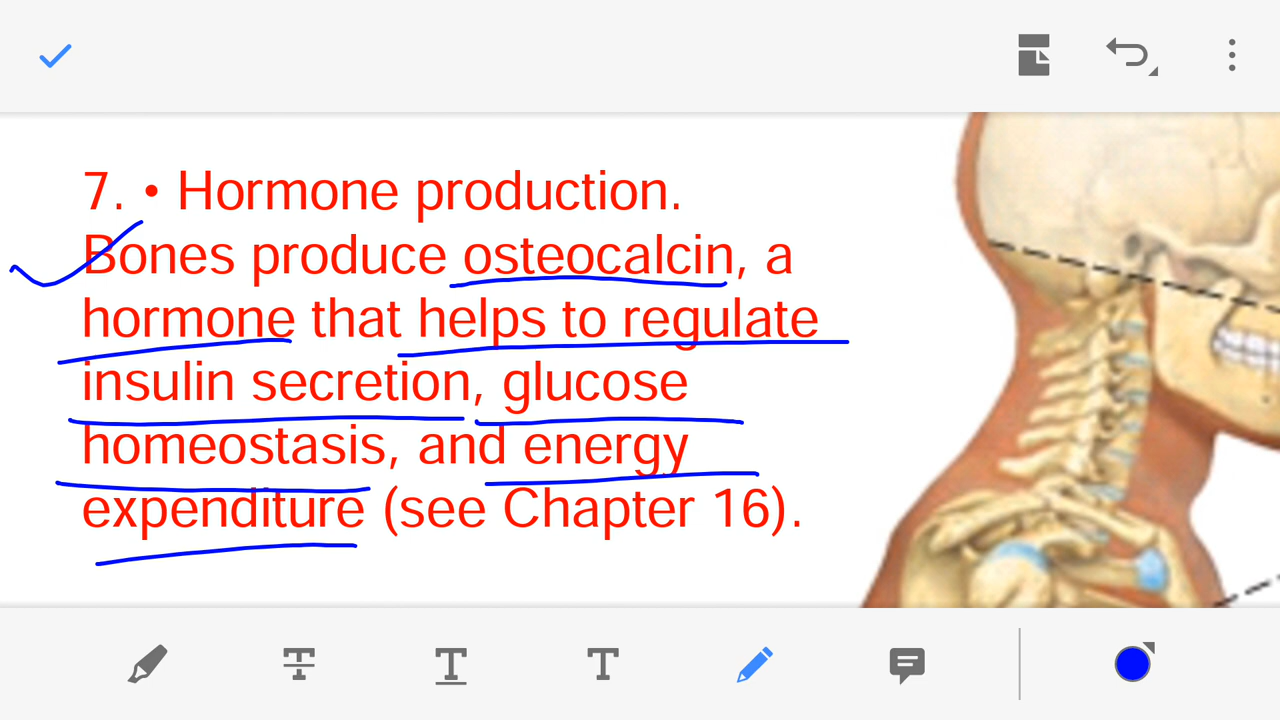 7. • Hormone production.
Bones produce osteocalcin, a
hormone that helps to regulate
insulin secretion, glucose
homeostasis, and energy
expenditure (see Chapter 16).